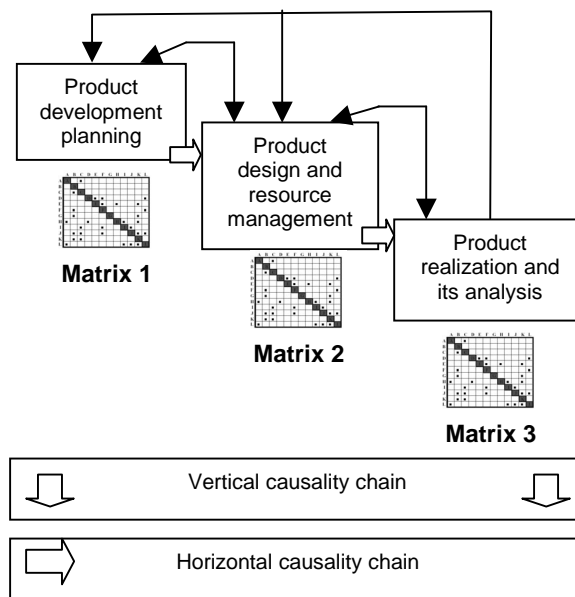 Product
development
planning
Product
design and
resource
management
Product
realization and
its analysis
A B C D E F G H I J K L
A
B
C
D
E
F
G
H
I
J
K
L
Matrix 1
A B C D E F G H I J K L
A
B
C
D
E
F
G
H
I
J
K
L
Matrix 2
A B C D E F G H I J K L
A
B
C
D
E
F
G
H
I
J
K
L
Matrix 3
Vertical causality chain
Horizontal causality chain